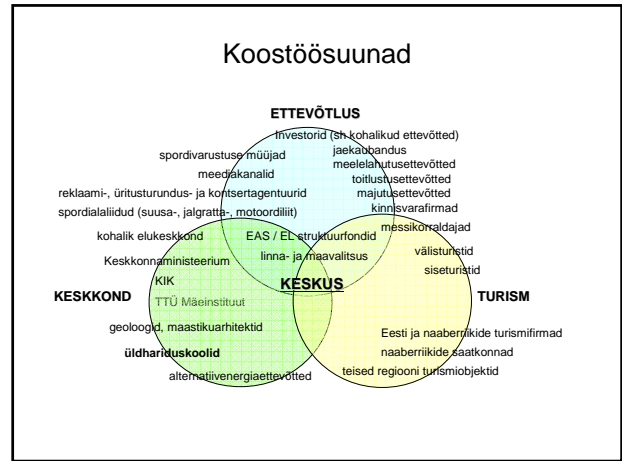 Koostöösuunad
ETTEVÕTLUS
Investorid (sh kohalikud ettevõtted)
jaekaubandus
spordivarustuse müüjad
meelelahutusettevõtted
meediakanalid
toitlustusettevõtted
majutusettevõtted
reklaami-, üritusturundus- ja kontsertagentuurid
kinnisvarafirmad
spordialaliidud (suusa-, jalgratta-, motoordiliit)
messikorraldajad
kohalik elukeskkond
EAS / EL struktuurfondid
välisturistid
linna- ja maavalitsus
Keskkonnaministeerium
siseturistid
KIK
KESKUS
KESKKOND
TTÜ Mäeinstituut
TURISM
geoloogid, maastikuarhitektid
Eesti ja naaberriikide turismifirmad
üldhariduskoolid
naaberriikide saatkonnad
alternatiivenergiaettevõtted
teised regiooni turismiobjektid